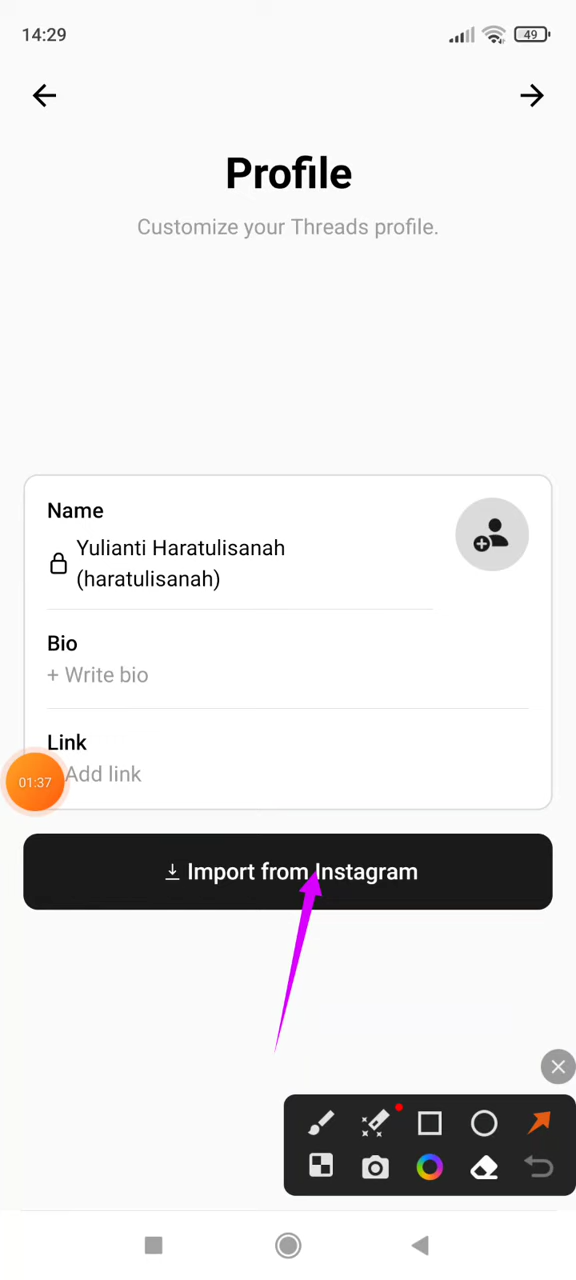 14:29
49
Profile
Customize your Threads profile.
Name
Yulianti Haratulisanah
(haratulisanah)
Bio
+ Write bio
Link
Add link
01:37
Import from Instagram